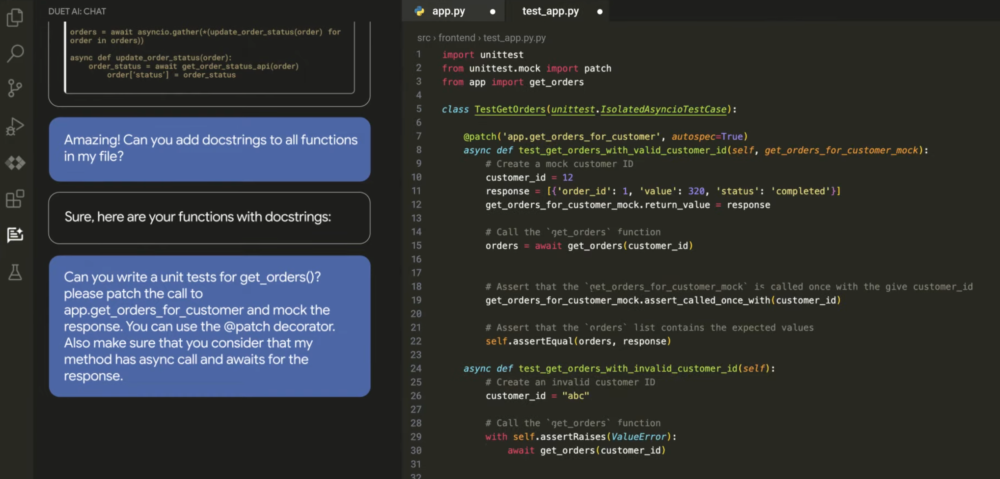 DUET AI: CHAT
orders = await asyncio.gather(*(update_order_status(order) for
order in orders))
async def update_order_status(order):
order_status = await get_order_status_api(order)
order['status'] = order_status
Amazing! Can you add docstrings to all functions
in my file?
Sure, here are your functions with docstrings:
Can you write a unit tests for get_orders()?
please patch the call to
app.get_orders_for_customer and mock the
response. You can use the @patch decorator.
Also make sure that you consider that my
method has async call and awaits for the
response.
app.py
test_app.py
src › frontend › test_app.py.py
1 import unittest
2 from unittest.mock import patch
3 from app import get_orders
4
5 class TestGetOrders(unittest.IsolatedAsyncioTestCase):
6
7 @patch('app.get_orders_for_customer', autospec=True)
8 async def test_get_orders_with_valid_customer_id(self, get_orders_for_customer_mock):
9 # Create a mock customer ID
10 customer_id = 12
11 response = [{'order_id': 1, 'value': 320, 'status': 'completed'}]
12 get_orders_for_customer_mock.return_value = response
13
14 # Call the `get_orders` function
15 orders = await get_orders(customer_id)
16
17
18 # Assert that the `get_orders_for_customer_mock` is called once with the give customer_id
19 get_orders_for_customer_mock.assert_called_once_with(customer_id)
20
21 # Assert that the `orders` list contains the expected values
22 self.assertEqual(orders, response)
23
24 async def test_get_orders_with_invalid_customer_id(self):
25 # Create an invalid customer ID
26 customer_id = "abc"
27
28 # Call the `get_orders` function
29 with self.assertRaises(ValueError):
30 await get_orders(customer_id)
31
32